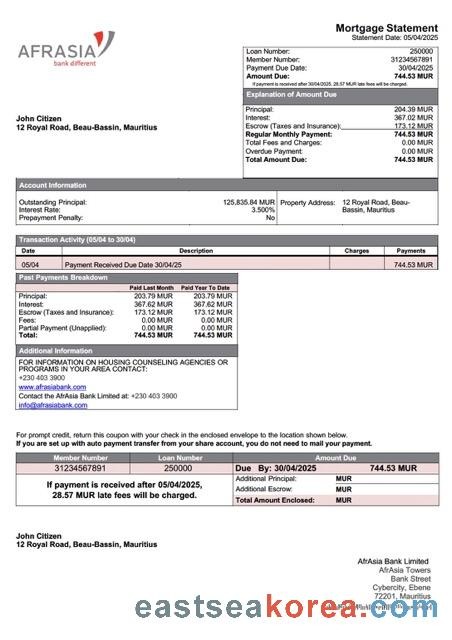 Mortgage Statement
Statement Date: 05/04/2025
AFRASIA
bank different
Loan Number: 250000
Member Number: 31234567891
Payment Due Date: 30/04/2025
Amount Due: 744.53 MUR
If payment is received after 30/04/2025, 28.57 MUR late fees will be charged.
Explanation of Amount Due
Principal: 204.39 MUR
Interest: 367.02 MUR
Escrow (Taxes and Insurance): 173.12 MUR
Regular Monthly Payment: 744.53 MUR
Total Fees and Charges: 0.00 MUR
Overdue Payment: 0.00 MUR
Total Amount Due: 744.53 MUR
John Citizen
12 Royal Road, Beau-Bassin, Mauritius
Account Information
Outstanding Principal: 125,835.84 MUR
Interest Rate: 3.500%
Prepayment Penalty: No
Property Address: 12 Royal Road, Beau-
Bassin, Mauritius
Transaction Activity (05/04 to 30/04)
Date Description Charges Payments
05/04 Payment Received Due Date 30/04/25 744.53 MUR
Past Payments Breakdown
Paid Last Month Paid Year To Date
Principal: 203.79 MUR 203.79 MUR
Interest: 367.62 MUR 367.62 MUR
Escrow (Taxes and Insurance): 173.12 MUR 173.12 MUR
Fees: 0.00 MUR 0.00 MUR
Partial Payment (Unapplied): 0.00 MUR 0.00 MUR
Total: 744.53 MUR 744.53 MUR
Additional Information
FOR INFORMATION ON HOUSING COUNSELING AGENCIES OR
PROGRAMS IN YOUR AREA CONTACT:
+230 403 3900
www.afrasiabank.com
Contact the AfrAsia Bank Limited at: +230 403 3900
info@afrasiabank.com
For prompt credit, return this coupon with your check in the enclosed envelope to the location shown below.
If you are set up with auto payment transfer from your share account, you do not need to mail your payment.
Member Number Loan Number Amount Due
31234567891 250000 Due By: 30/04/2025 744.53 MUR
If payment is received after 05/04/2025,
28.57 MUR late fees will be charged.
Additional Principal: MUR
Additional Escrow: MUR
Total Amount Enclosed: MUR
John Citizen
12 Royal Road, Beau-Bassin, Mauritius
AfrAsia Bank Limited
AfrAsia Towers
Bank Street
Cybercity, Ebene
72201, Mauritius
eastseakorea.com